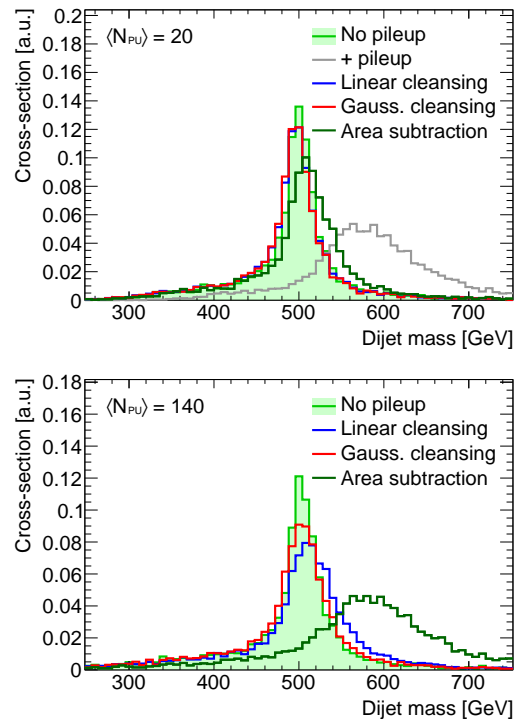 Cross-section [a.u.]
0.2
0.18
0.16
0.14
0.12
0.1
0.08
0.06
0.04
0.02
0
⟨N_PU⟩ = 20
No pileup
+ pileup
Linear cleansing
Gauss. cleansing
Area subtraction
300 400 500 600 700
Dijet mass [GeV]
Cross-section [a.u.]
0.18
0.16
0.14
0.12
0.1
0.08
0.06
0.04
0.02
0
⟨N_PU⟩ = 140
No pileup
Linear cleansing
Gauss. cleansing
Area subtraction
300 400 500 600 700
Dijet mass [GeV]